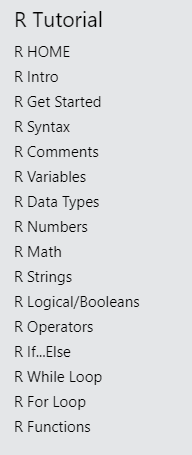 R Tutorial
R HOME
R Intro
R Get Started
R Syntax
R Comments
R Variables
R Data Types
R Numbers
R Math
R Strings
R Logical/Booleans
R Operators
R If...Else
R While Loop
R For Loop
R Functions